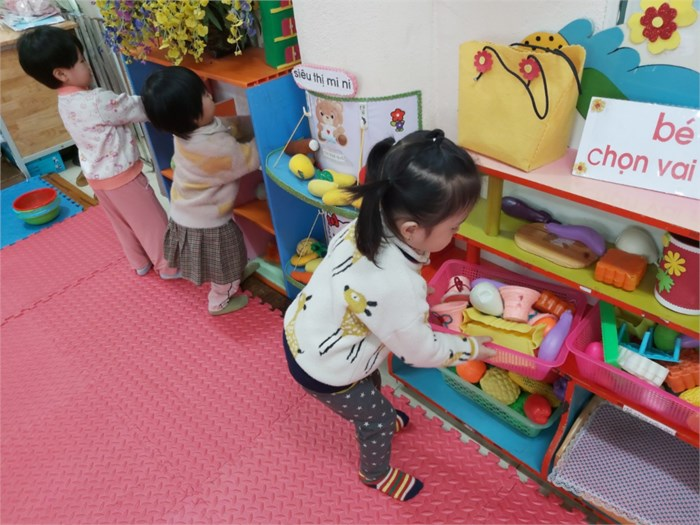 siêu thị mi ni
bé
chọn vai